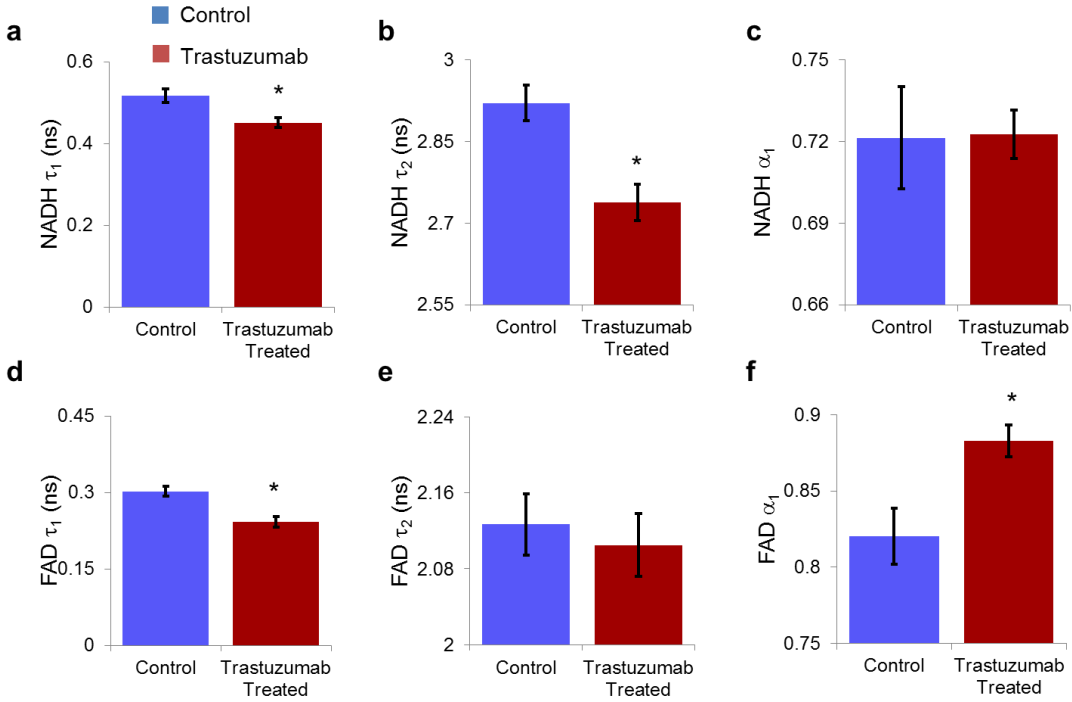 Control
Trastuzumab
a
NADH τ1 (ns)
0.6
0.4
0.2
0
*
Control
Trastuzumab
Treated
b
NADH τ2 (ns)
3
2.85
2.7
2.55
*
Control
Trastuzumab
Treated
c
NADH α1
0.75
0.72
0.69
0.66
Control
Trastuzumab
Treated
d
FAD τ1 (ns)
0.45
0.3
0.15
0
*
Control
Trastuzumab
Treated
e
FAD τ2 (ns)
2.24
2.16
2.08
2
Control
Trastuzumab
Treated
f
FAD α1
0.9
0.85
0.8
0.75
*
Control
Trastuzumab
Treated